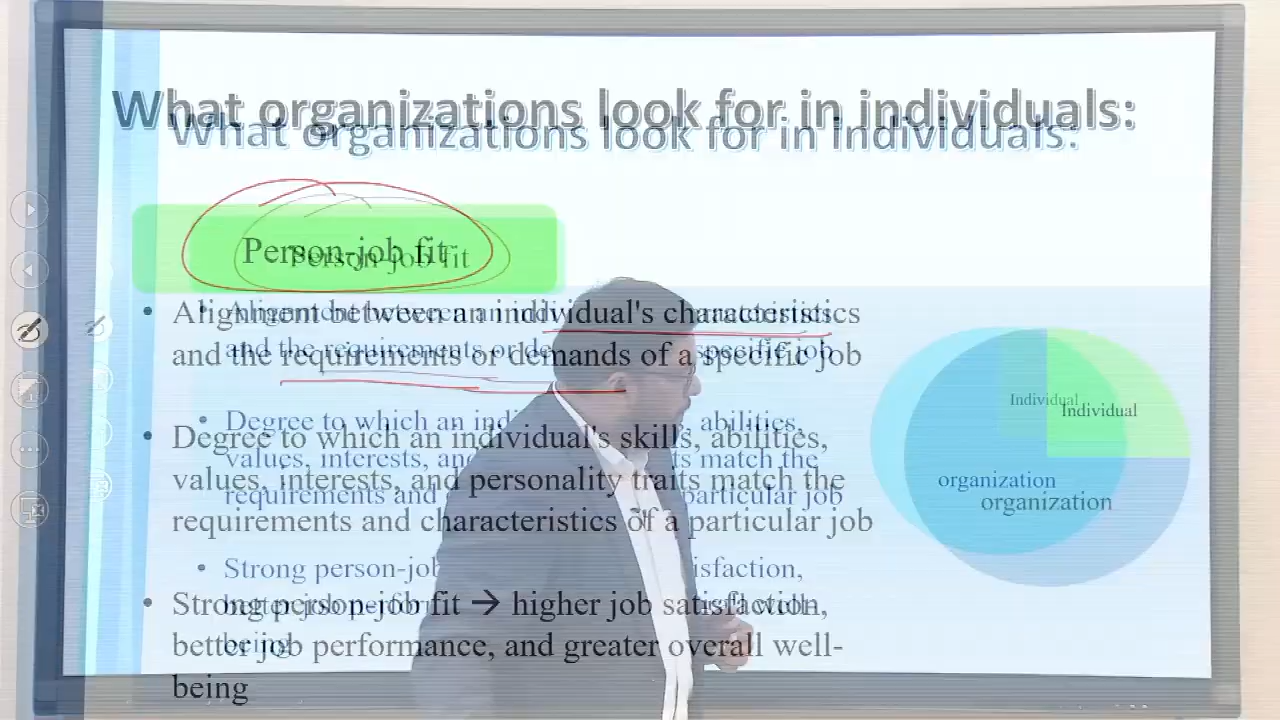 What organizations look for in individuals:
Person-job fit
• Alignment between an individual's characteristics
and the requirements or demands of a specific job
• Degree to which an individual's skills, abilities,
values, interests, and personality traits match the
requirements and characteristics of a particular job
• Strong person-job fit → higher job satisfaction,
better job performance, and greater overall well-
being
Individual
organization